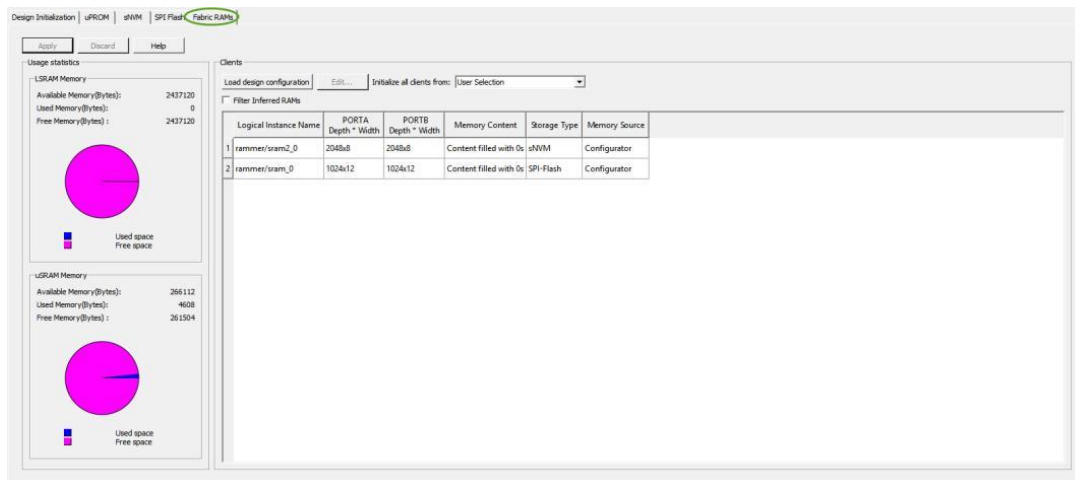 Design Initialization uPROM sNVM SPI Flash Fabric RAMs
Apply Discard Help
Usage statistics
LSRAM Memory
Available Memory(Bytes): 2437120
Used Memory(Bytes): 0
Free Memory(Bytes) : 2437120
Used space
Free space
uSRAM Memory
Available Memory(Bytes): 266112
Used Memory(Bytes): 4608
Free Memory(Bytes) : 261504
Used space
Free space
Clients
Load design configuration Edit... Initialize all clients from: User Selection
Filter Inferred RAMs
Logical Instance Name PORTA Depth * Width PORTB Depth * Width Memory Content Storage Type Memory Source
1 rammer/sram2_0 2048x8 2048x8 Content filled with 0s sNVM Configurator
2 rammer/sram_0 1024x12 1024x12 Content filled with 0s SPI-Flash Configurator